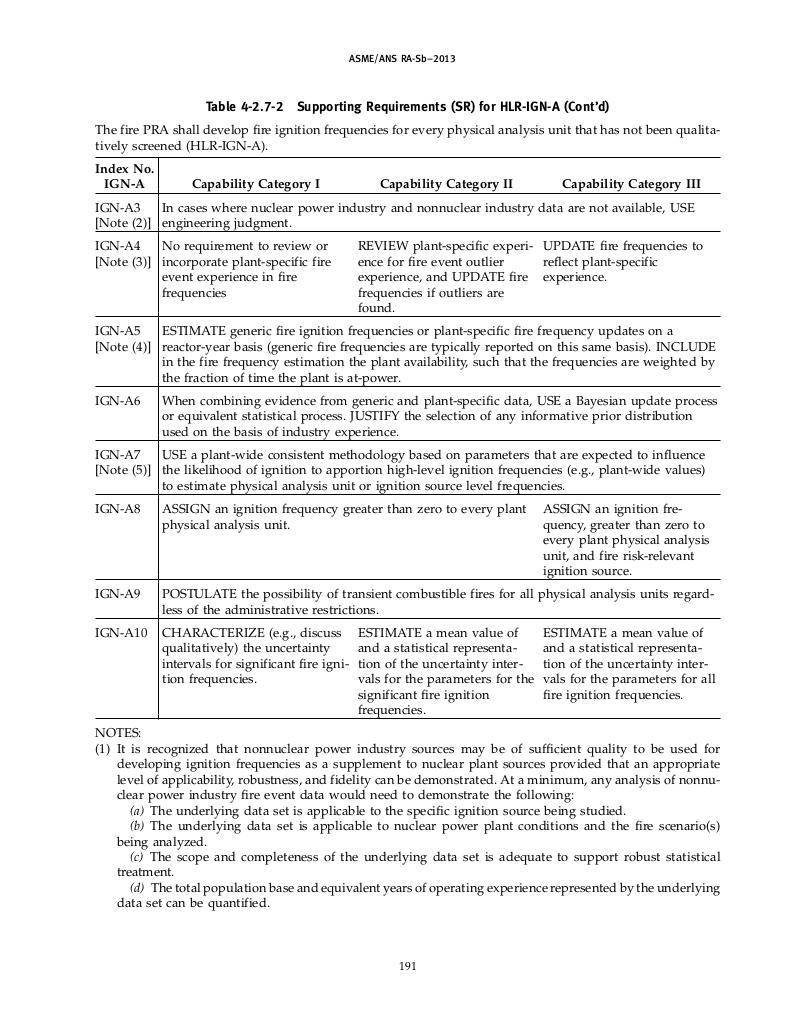 ASME/ANS RA-Sb–2013
Table 4-2.7-2 Supporting Requirements (SR) for HLR-IGN-A (Cont'd)
The fire PRA shall develop fire ignition frequencies for every physical analysis unit that has not been qualita-
tively screened (HLR-IGN-A).
Index No.
IGN-A Capability Category I Capability Category II Capability Category III
IGN-A3 In cases where nuclear power industry and nonnuclear industry data are not available, USE
[Note (2)] engineering judgment.
IGN-A4
[Note (3)]
No requirement to review or
incorporate plant-specific fire
event experience in fire
frequencies
REVIEW plant-specific experi-
ence for fire event outlier
experience, and UPDATE fire
frequencies if outliers are
found.
UPDATE fire frequencies to
reflect plant-specific
experience.
IGN-A5
[Note (4)]
ESTIMATE generic fire ignition frequencies or plant-specific fire frequency updates on a
reactor-year basis (generic fire frequencies are typically reported on this same basis). INCLUDE
in the fire frequency estimation the plant availability, such that the frequencies are weighted by
the fraction of time the plant is at-power.
IGN-A6
When combining evidence from generic and plant-specific data, USE a Bayesian update process
or equivalent statistical process. JUSTIFY the selection of any informative prior distribution
used on the basis of industry experience.
IGN-A7
[Note (5)]
USE a plant-wide consistent methodology based on parameters that are expected to influence
the likelihood of ignition to apportion high-level ignition frequencies (e.g., plant-wide values)
to estimate physical analysis unit or ignition source level frequencies.
IGN-A8
ASSIGN an ignition frequency greater than zero to every plant
physical analysis unit.
ASSIGN an ignition fre-
quency, greater than zero to
every plant physical analysis
unit, and fire risk-relevant
ignition source.
IGN-A9
POSTULATE the possibility of transient combustible fires for all physical analysis units regard-
less of the administrative restrictions.
IGN-A10
CHARACTERIZE (e.g., discuss
qualitatively) the uncertainty
intervals for significant fire igni-
tion frequencies.
ESTIMATE a mean value of
and a statistical representa-
tion of the uncertainty inter-
vals for the parameters for the
significant fire ignition
frequencies.
ESTIMATE a mean value of
and a statistical representa-
tion of the uncertainty inter-
vals for the parameters for all
fire ignition frequencies.
NOTES:
(1) It is recognized that nonnuclear power industry sources may be of sufficient quality to be used for
developing ignition frequencies as a supplement to nuclear plant sources provided that an appropriate
level of applicability, robustness, and fidelity can be demonstrated. At a minimum, any analysis of nonnu-
clear power industry fire event data would need to demonstrate the following:
(a) The underlying data set is applicable to the specific ignition source being studied.
(b) The underlying data set is applicable to nuclear power plant conditions and the fire scenario(s)
being analyzed.
(c) The scope and completeness of the underlying data set is adequate to support robust statistical
treatment.
(d) The total population base and equivalent years of operating experience represented by the underlying
data set can be quantified.
191